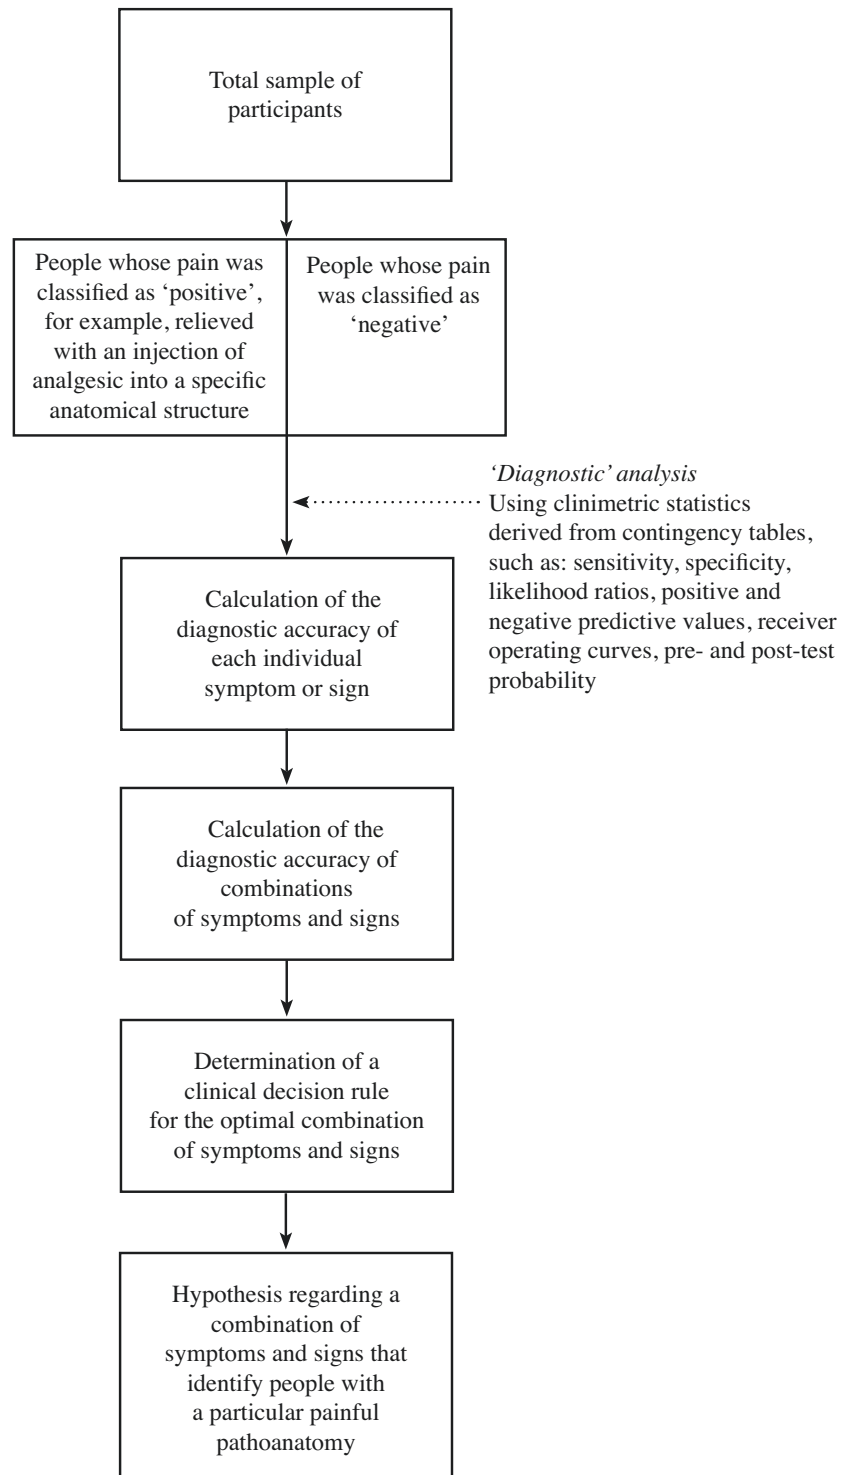 Total sample of
participants
People whose pain was
classified as ‘positive’,
for example, relieved
with an injection of
analgesic into a specific
anatomical structure
People whose pain
was classified as
‘negative’
‘Diagnostic’ analysis
Using clinimetric statistics
derived from contingency tables,
such as: sensitivity, specificity,
likelihood ratios, positive and
negative predictive values, receiver
operating curves, pre- and post-test
probability
Calculation of the
diagnostic accuracy of
each individual
symptom or sign
Calculation of the
diagnostic accuracy of
combinations
of symptoms and signs
Determination of a
clinical decision rule
for the optimal combination
of symptoms and signs
Hypothesis regarding a
combination of
symptoms and signs that
identify people with
a particular painful
pathoanatomy